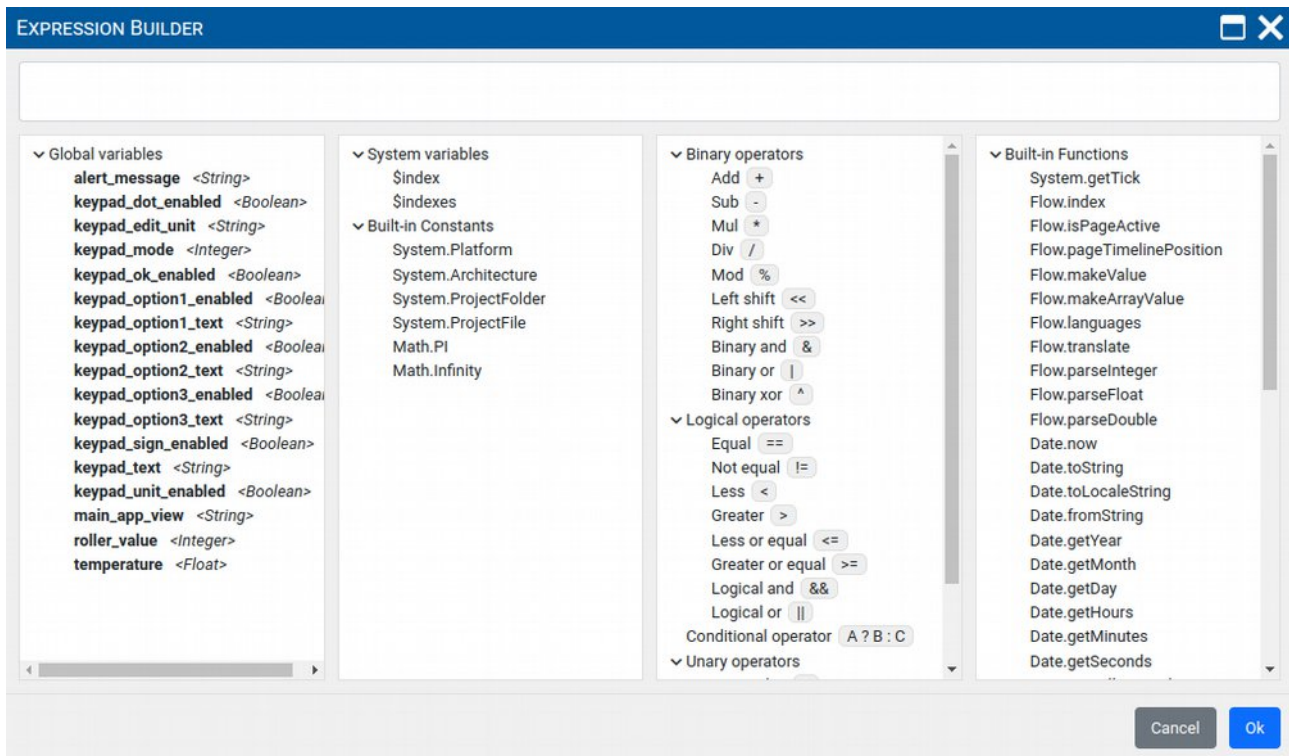 EXPRESSION BUILDER
Global variables
alert_message <String>
keypad_dot_enabled <Boolean>
keypad_edit_unit <String>
keypad_mode <Integer>
keypad_ok_enabled <Boolean>
keypad_option1_enabled <Boolea
keypad_option1_text <String>
keypad_option2_enabled <Boolea
keypad_option2_text <String>
keypad_option3_enabled <Boolea
keypad_option3_text <String>
keypad_sign_enabled <Boolean>
keypad_text <String>
keypad_unit_enabled <Boolean>
main_app_view <String>
roller_value <Integer>
temperature <Float>
System variables
$index
$indexes
Built-in Constants
System.Platform
System.Architecture
System.ProjectFolder
System.ProjectFile
Math.PI
Math.Infinity
Binary operators
Add +
Sub -
Mul *
Div /
Mod %
Left shift <<
Right shift >>
Binary and &
Binary or |
Binary xor ^
Logical operators
Equal ==
Not equal !=
Less <
Greater >
Less or equal <=
Greater or equal >=
Logical and &&
Logical or ||
Conditional operator A ? B : C
Unary operators
Built-in Functions
System.getTick
Flow.index
Flow.isPageActive
Flow.pageTimelinePosition
Flow.makeValue
Flow.makeArrayValue
Flow.languages
Flow.translate
Flow.parseInteger
Flow.parseFloat
Flow.parseDouble
Date.now
Date.toString
Date.toLocaleString
Date.fromString
Date.getYear
Date.getMonth
Date.getDay
Date.getHours
Date.getMinutes
Date.getSeconds
Cancel
Ok